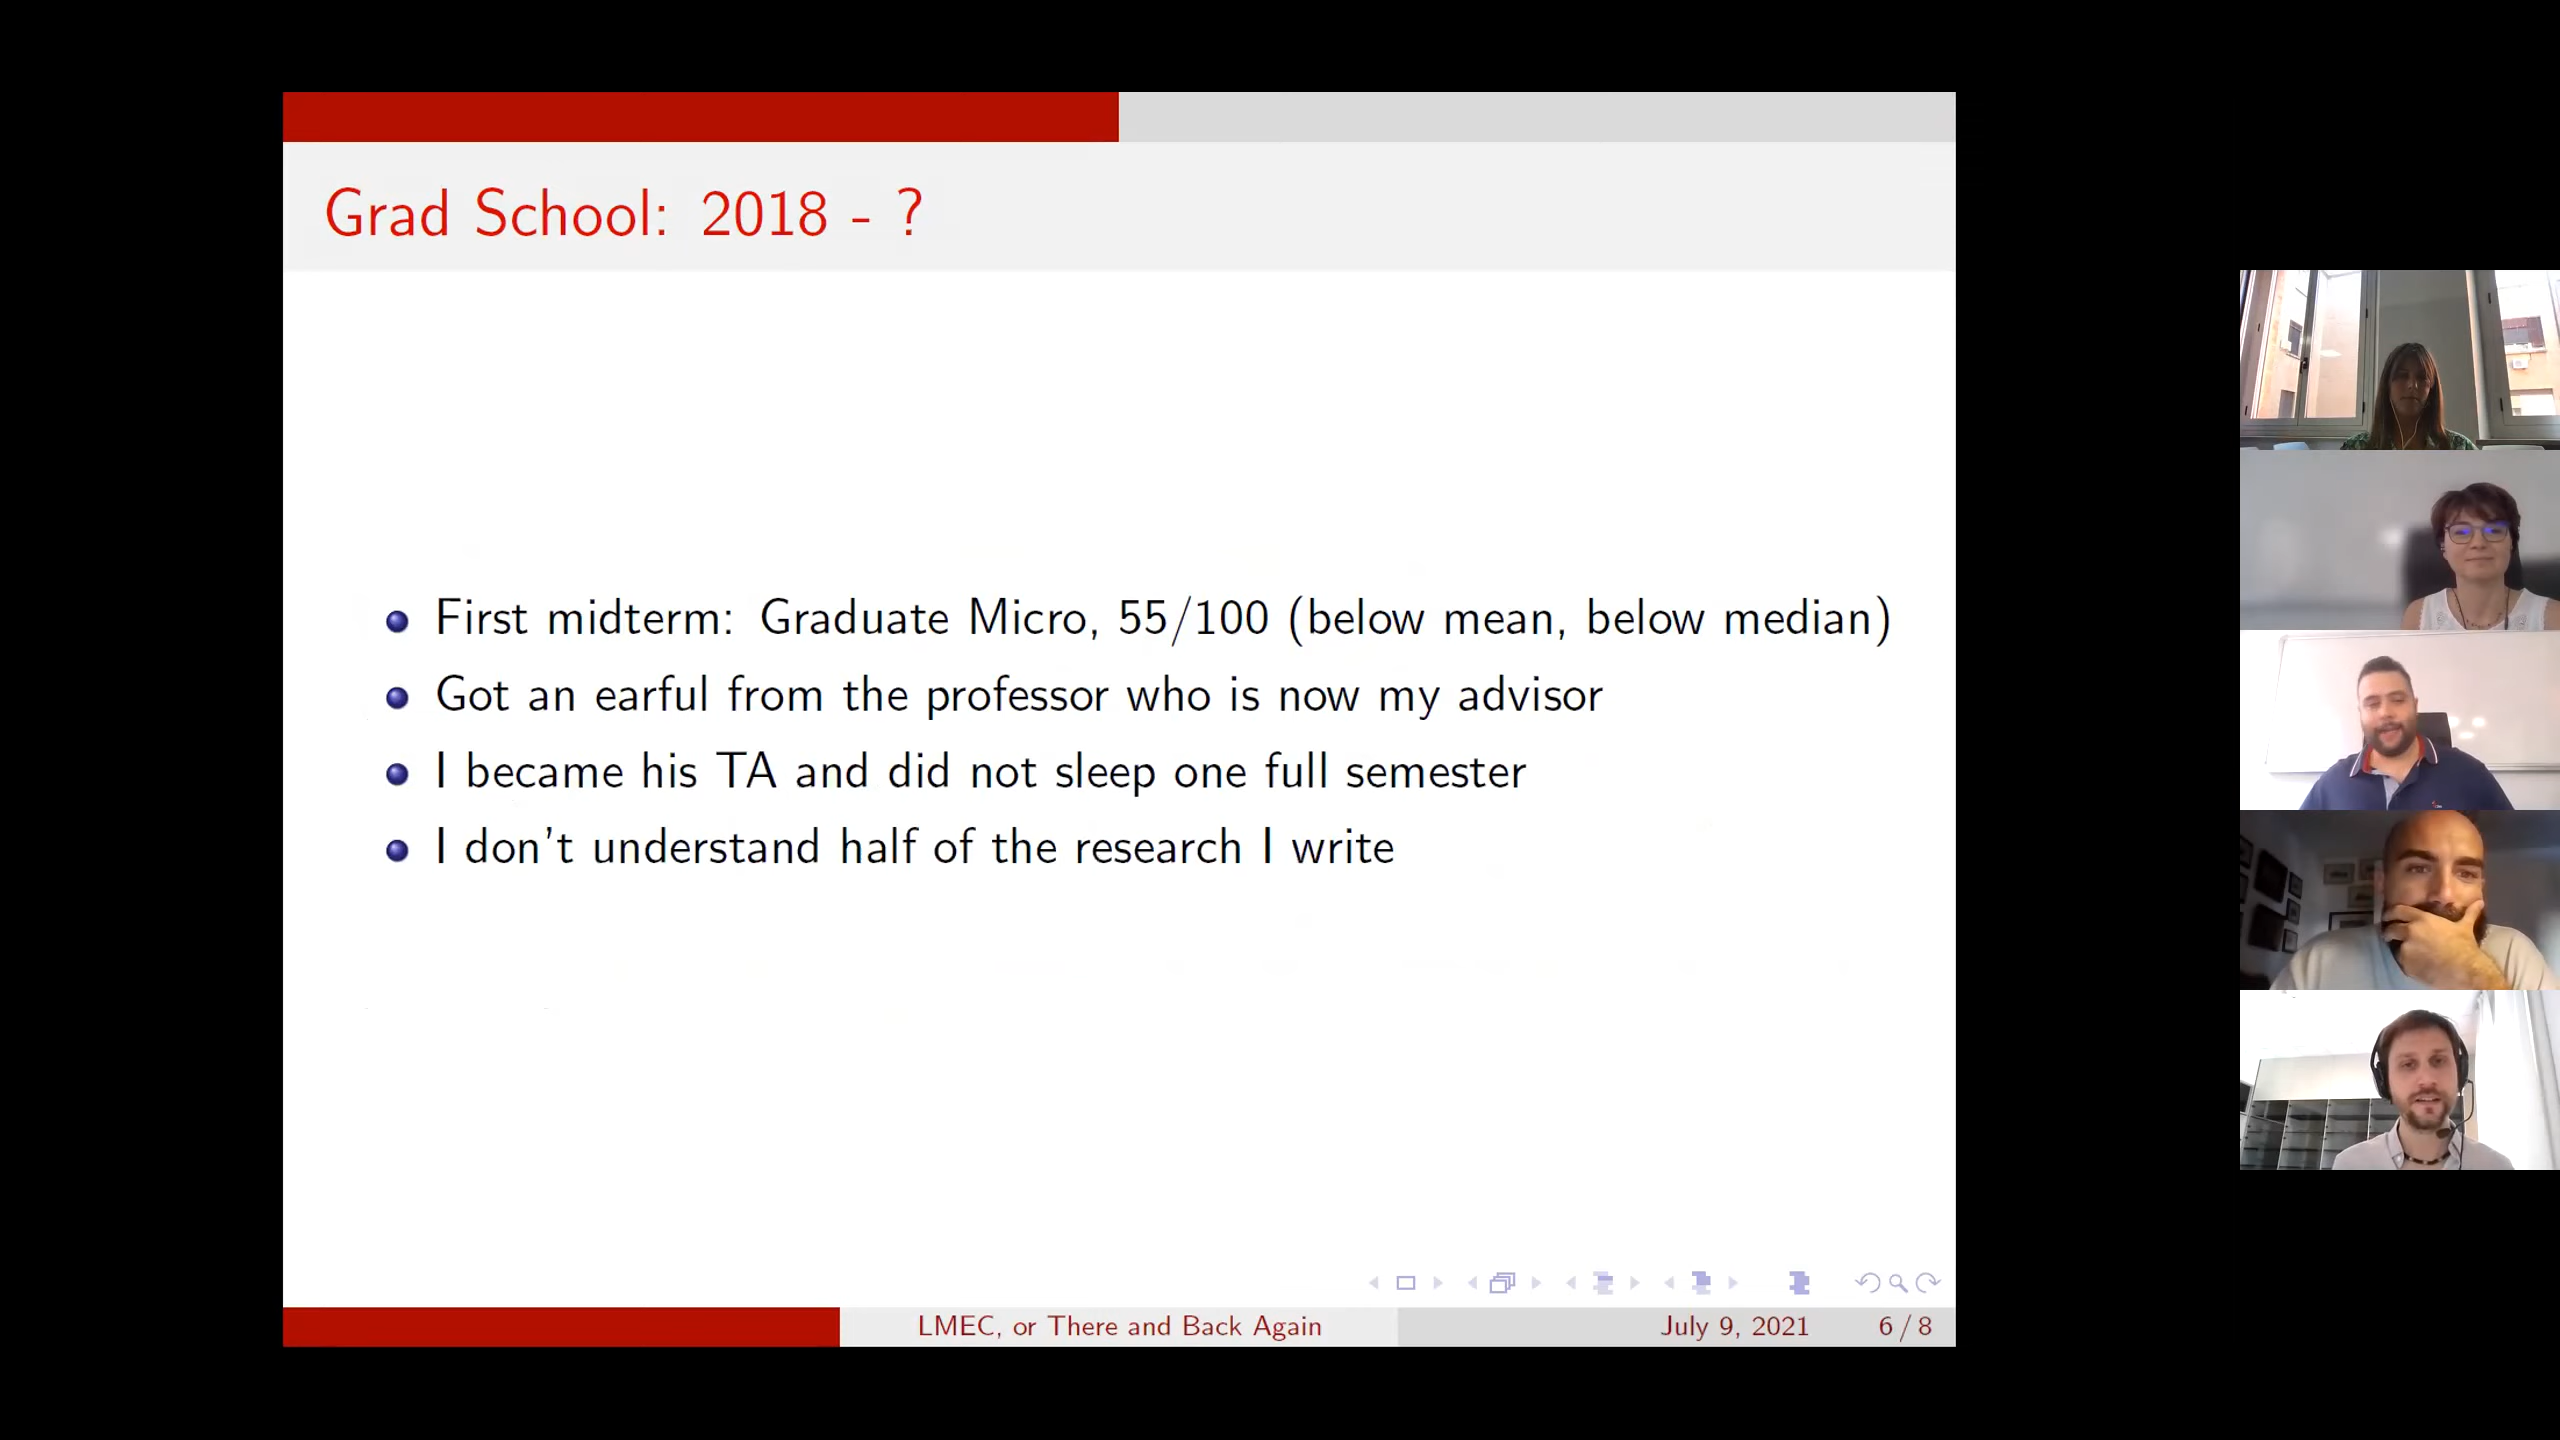 Grad School: 2018 - ?
First midterm: Graduate Micro, 55/100 (below mean, below median)
Got an earful from the professor who is now my advisor
I became his TA and did not sleep one full semester
I don't understand half of the research I write
LMEC, or There and Back Again
July 9, 2021
6 / 8